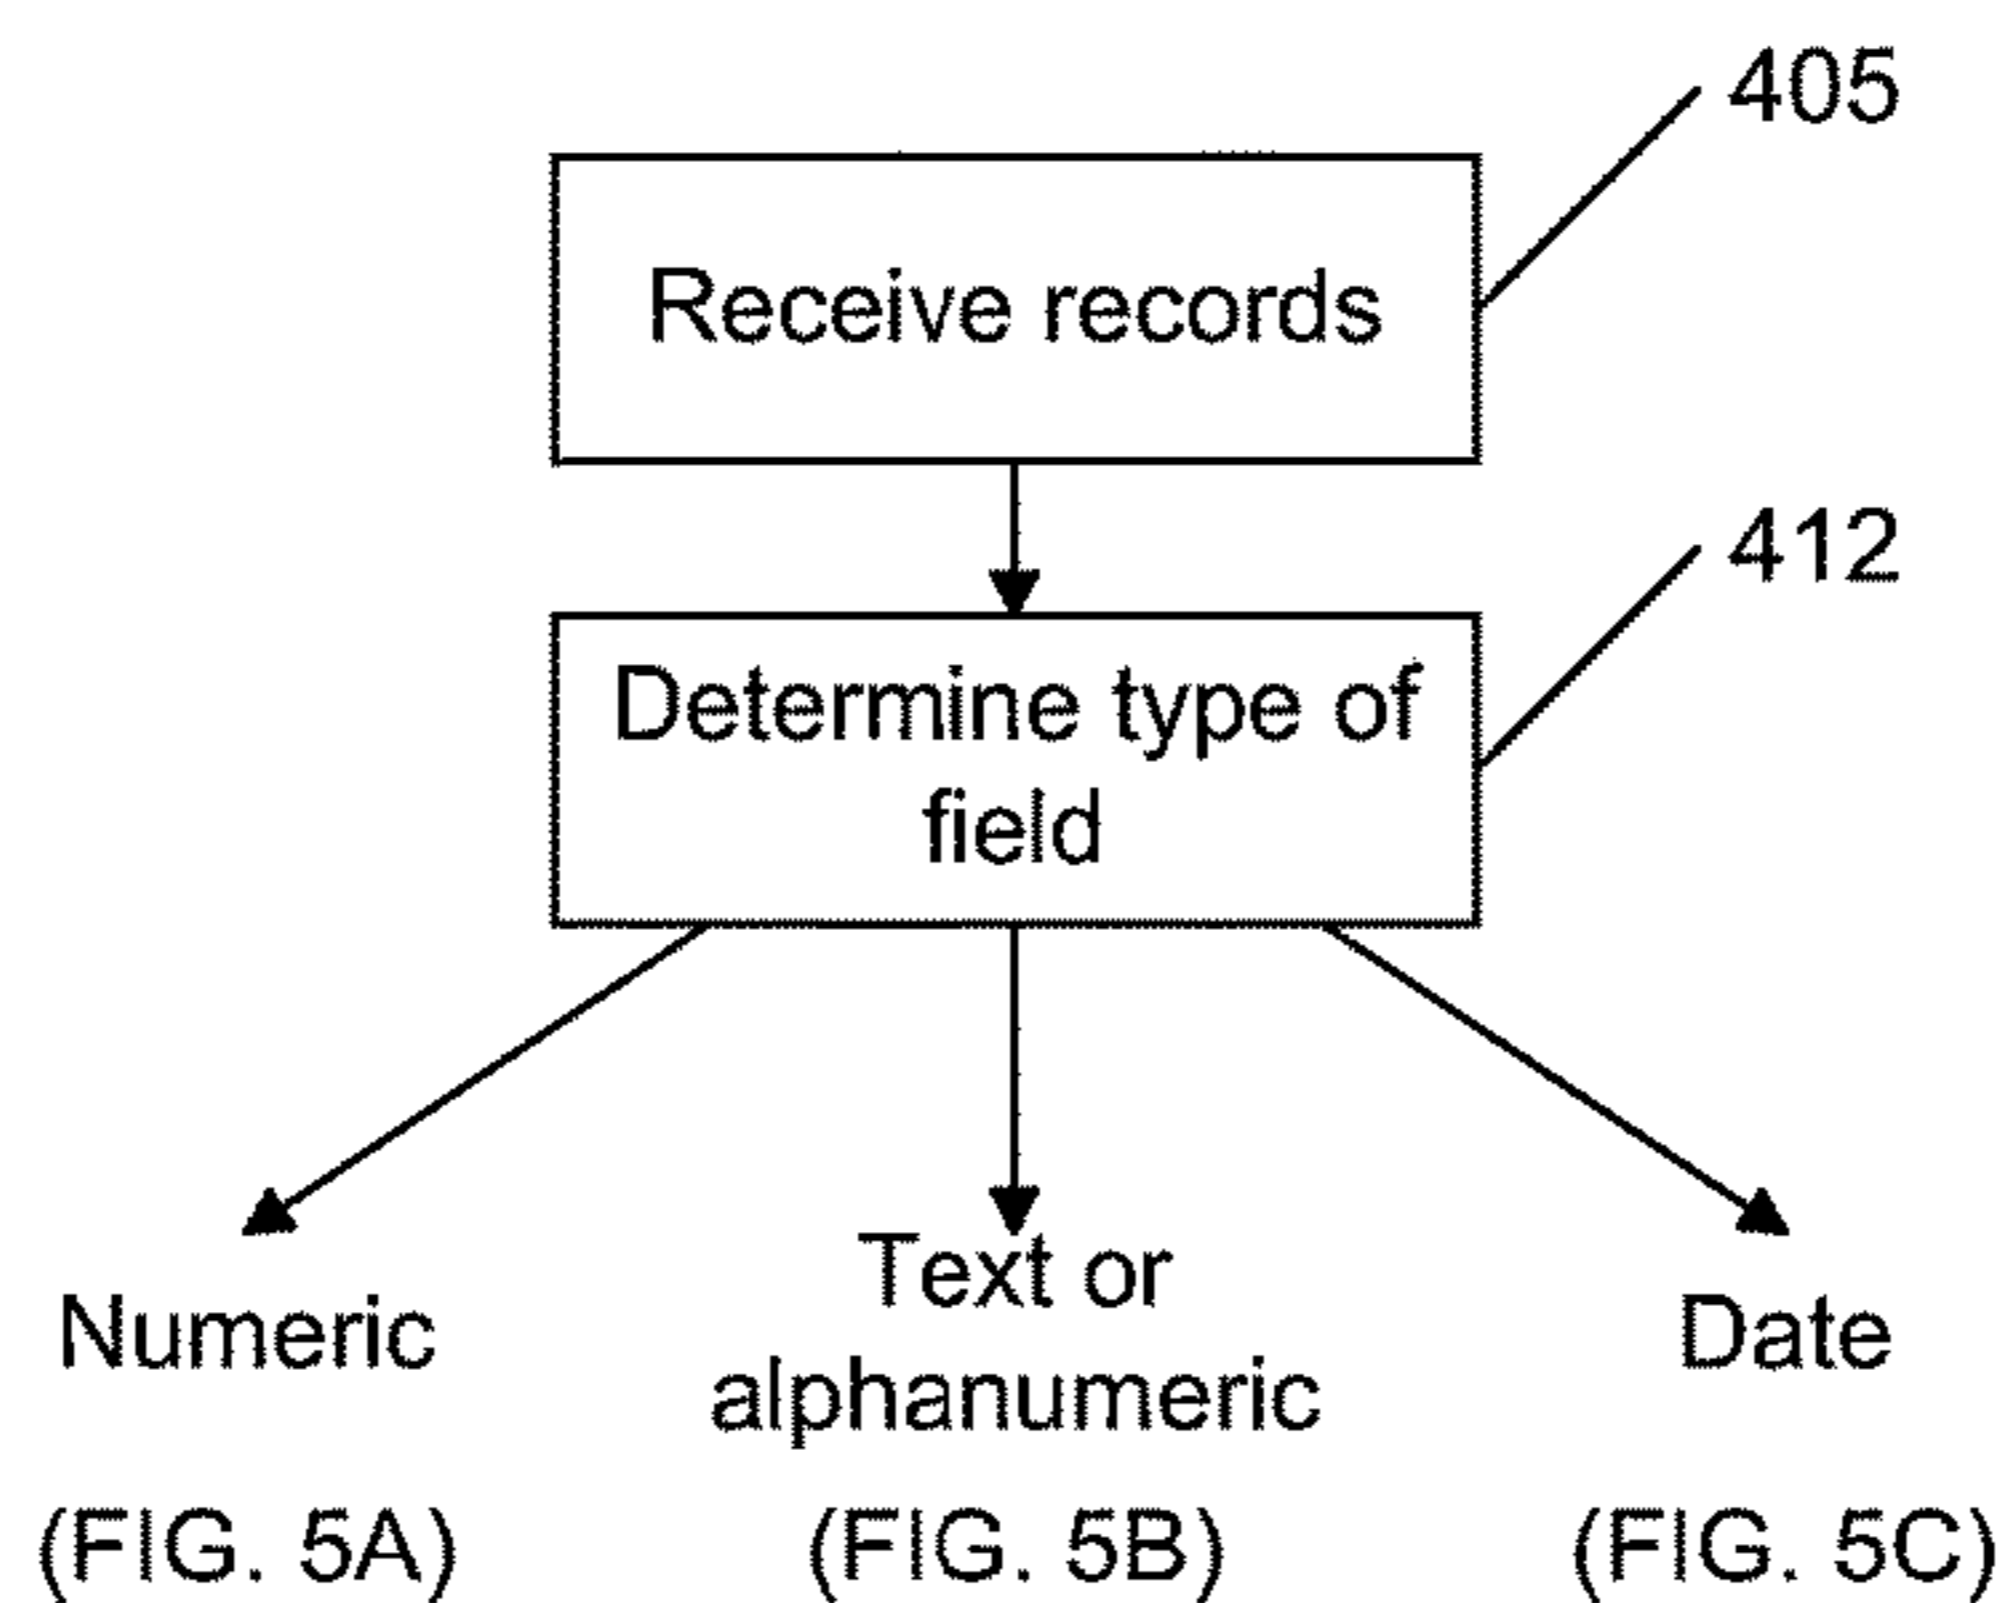 405
Receive records
412
Determine type of
field
Numeric
Text or
alphanumeric
Date
(FIG. 5A)
(FIG. 5B)
(FIG. 5C)